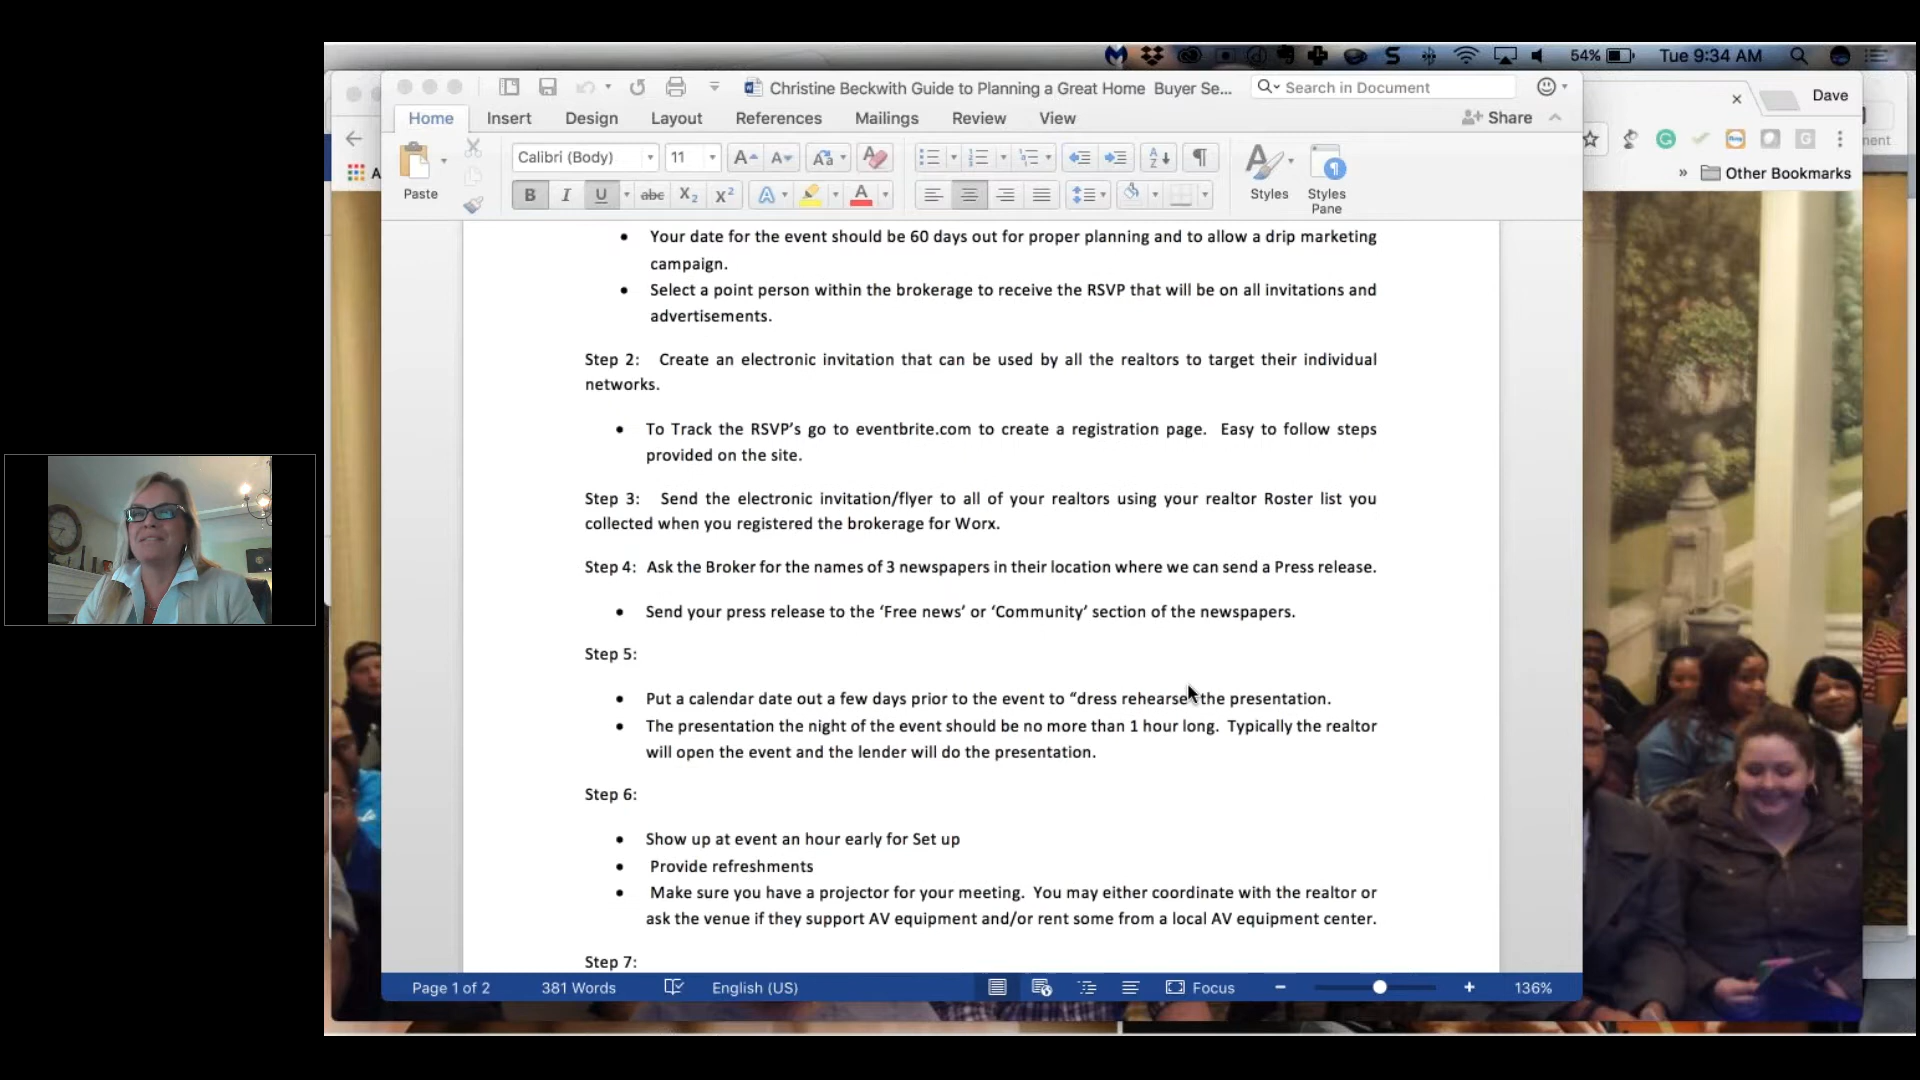 54% Tue 9:34 AM
Christine Beckwith Guide to Planning a Great Home Buyer Se...
Search in Document
Dave
Home Insert Design Layout References Mailings Review View
Share
Calibri (Body) 11
Paste
B I U abc X2 X2
Styles
Styles
Pane
Other Bookmarks
• Your date for the event should be 60 days out for proper planning and to allow a drip marketing
campaign.
• Select a point person within the brokerage to receive the RSVP that will be on all invitations and
advertisements.
Step 2: Create an electronic invitation that can be used by all the realtors to target their individual
networks.
• To Track the RSVP’s go to eventbrite.com to create a registration page. Easy to follow steps
provided on the site.
Step 3: Send the electronic invitation/flyer to all of your realtors using your realtor Roster list you
collected when you registered the brokerage for Worx.
Step 4: Ask the Broker for the names of 3 newspapers in their location where we can send a Press release.
• Send your press release to the ‘Free news’ or ‘Community’ section of the newspapers.
Step 5:
• Put a calendar date out a few days prior to the event to “dress rehearse” the presentation.
• The presentation the night of the event should be no more than 1 hour long. Typically the realtor
will open the event and the lender will do the presentation.
Step 6:
• Show up at event an hour early for Set up
• Provide refreshments
• Make sure you have a projector for your meeting. You may either coordinate with the realtor or
ask the venue if they support AV equipment and/or rent some from a local AV equipment center.
Step 7:
Page 1 of 2 381 Words English (US) Focus 136%